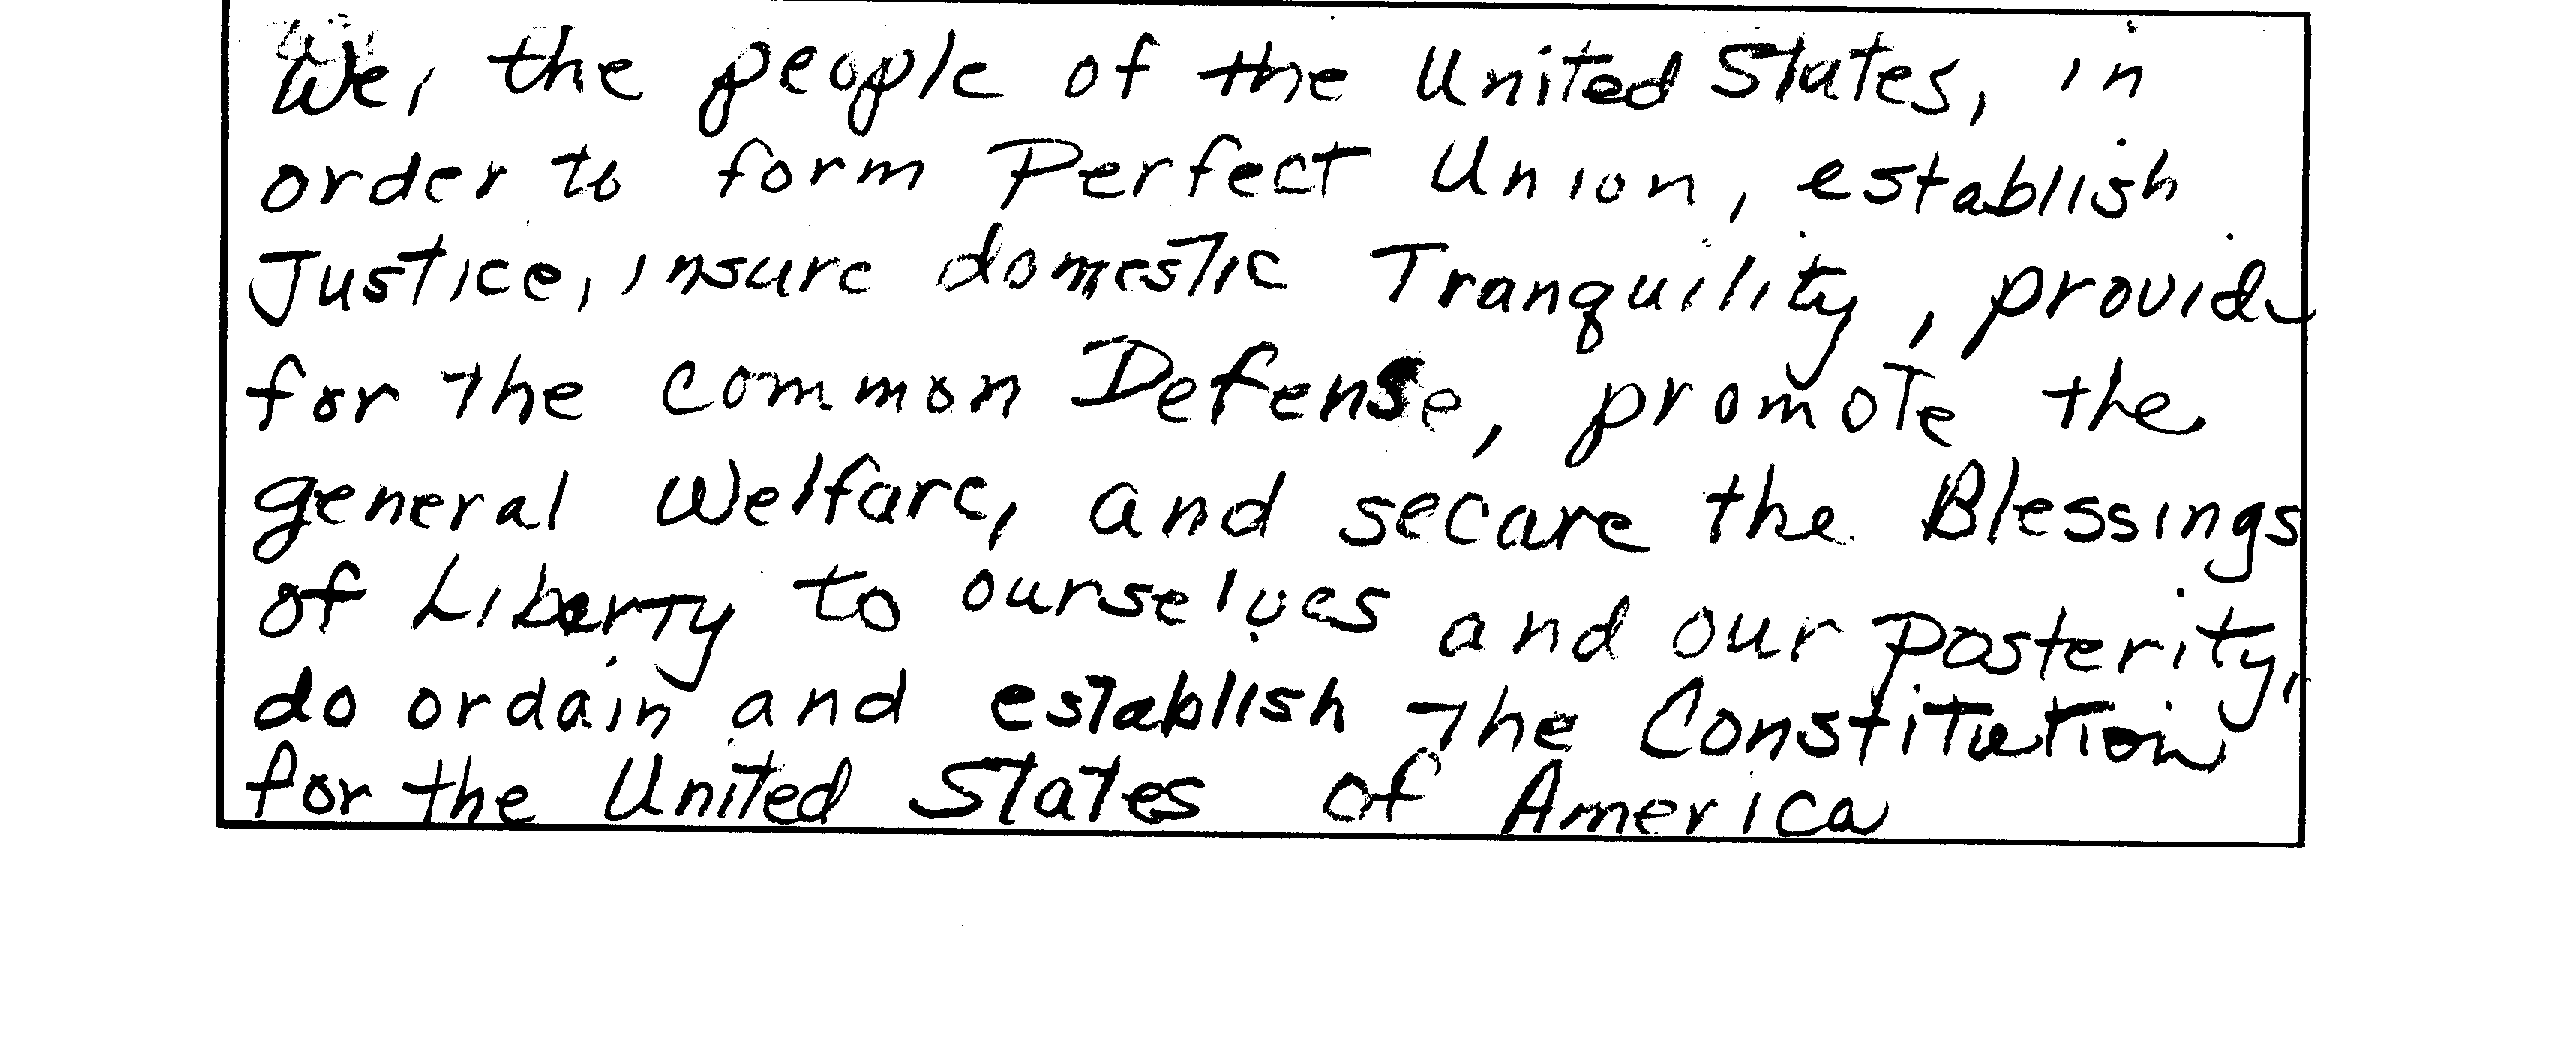 We, the people of the United States, in
order to form Perfect Union, establish
Justice, insure domestic Tranquility, provide
for the common Defense, promote the
general Welfare, and secure the Blessings
of Liberty to ourselves and our Posterity,
do ordain and establish the Constitution
for the United States of America